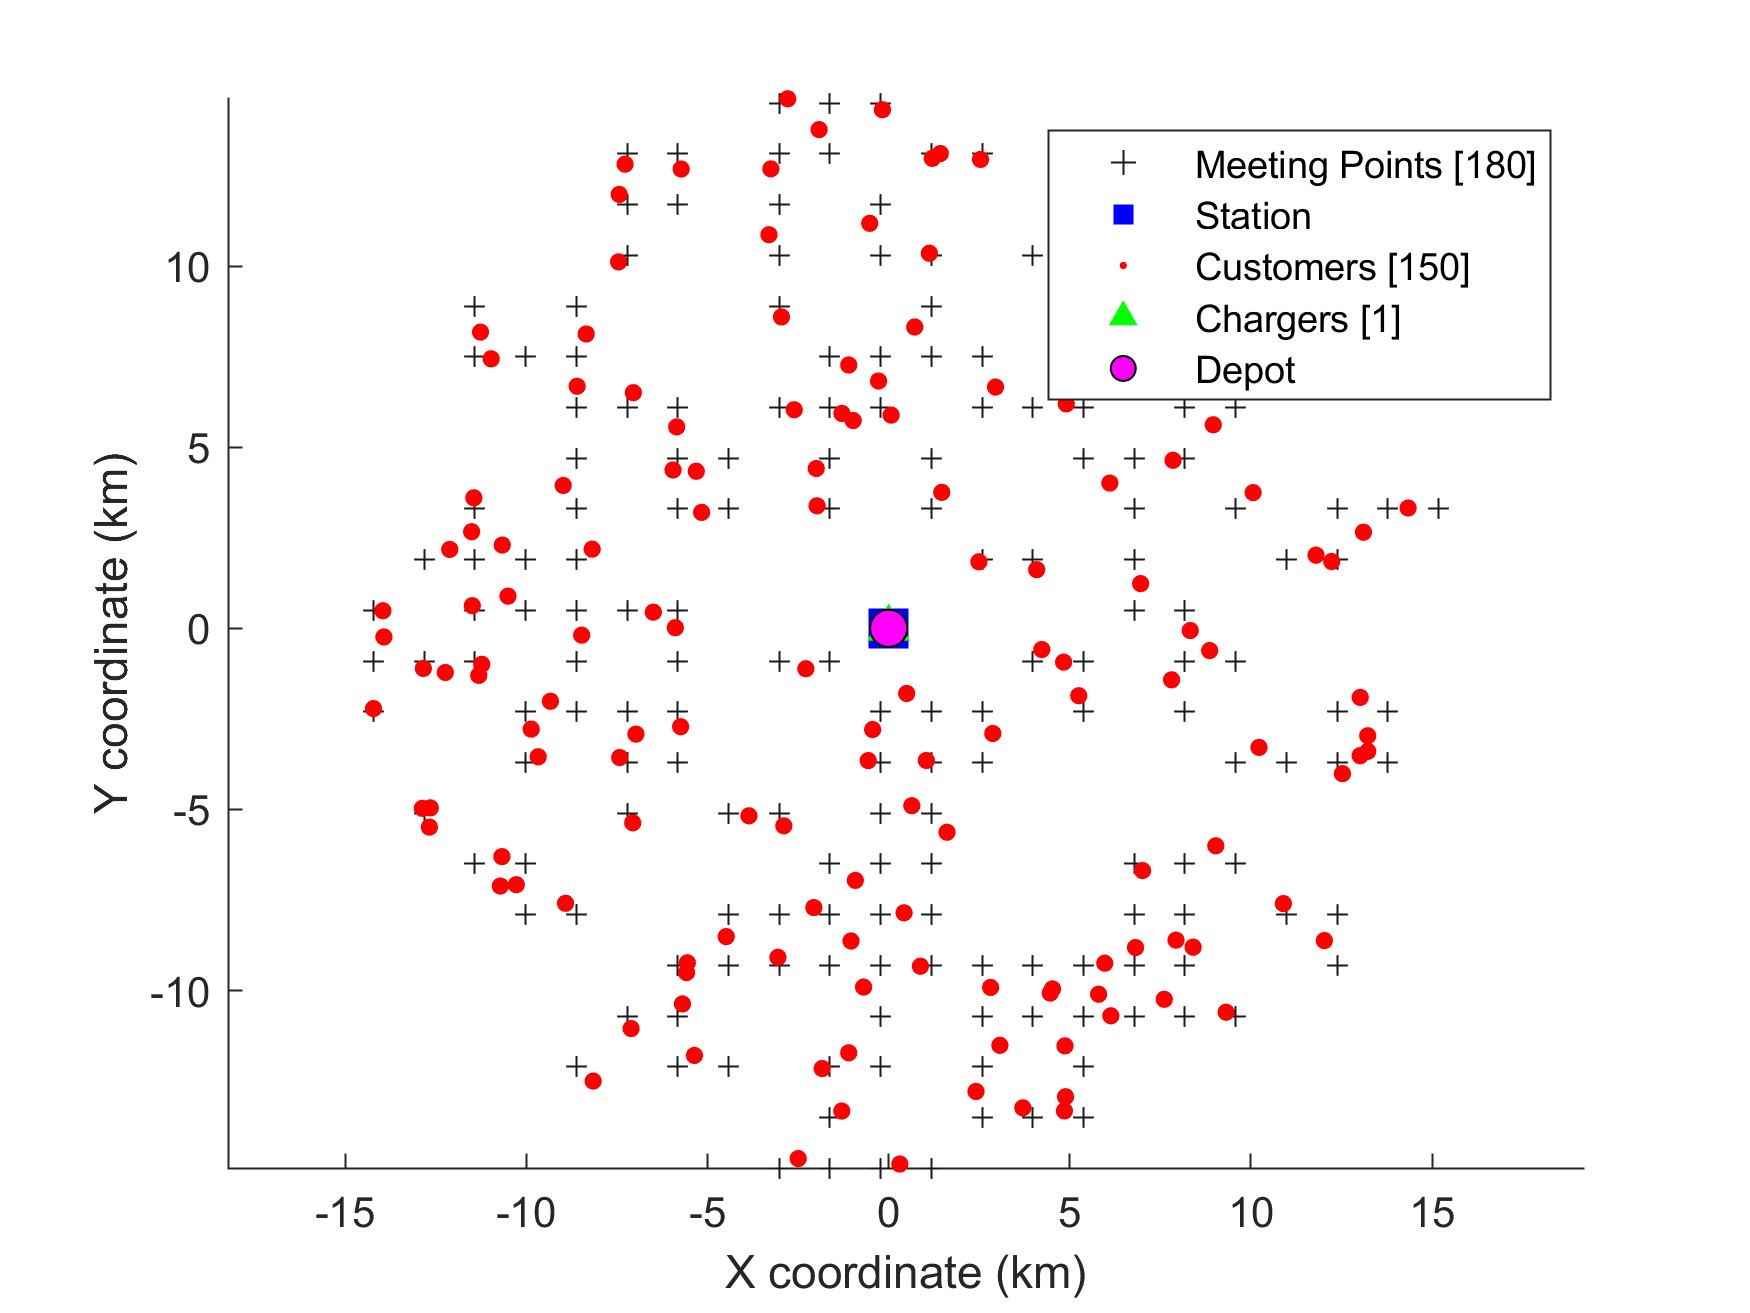 Meeting Points [180]
Station
Customers [150]
Chargers [1]
Depot
10
5
0
-5
-10
Y coordinate (km)
-15 -10 -5 0 5 10 15
X coordinate (km)